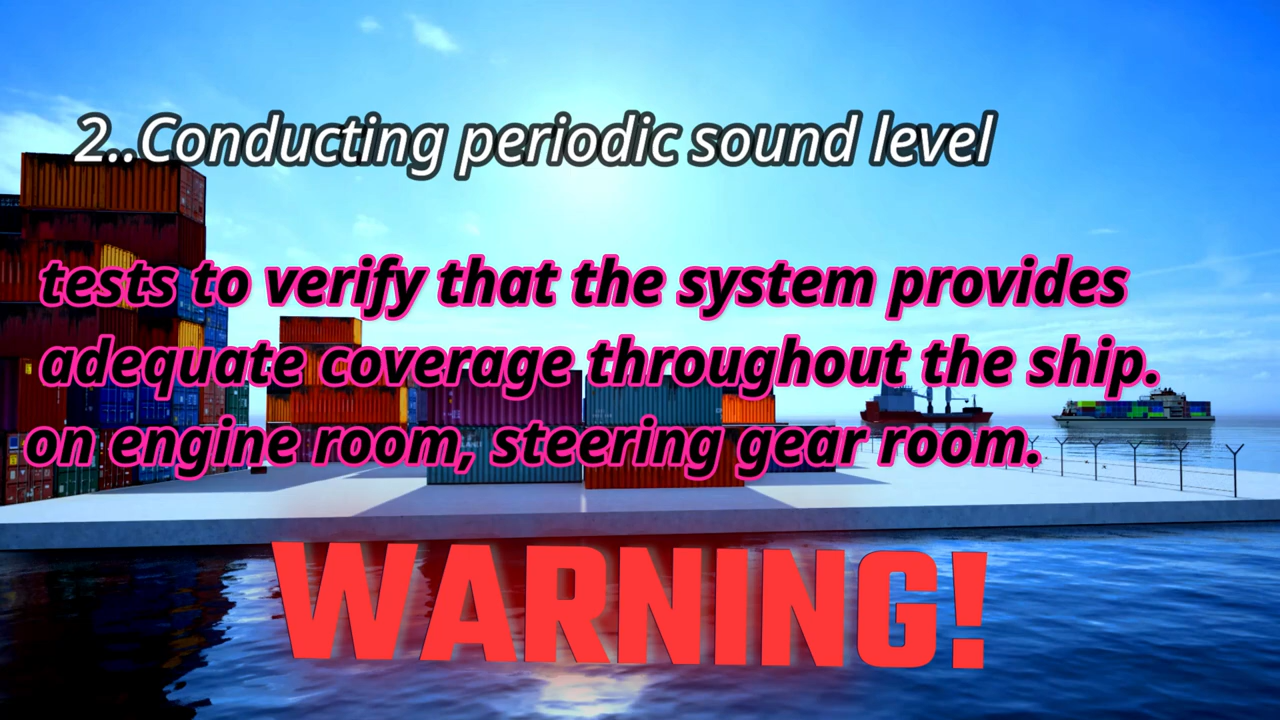 2..Conducting periodic sound level
tests to verify that the system provides
adequate coverage throughout the ship.
on engine room, steering gear room.
WARNING!